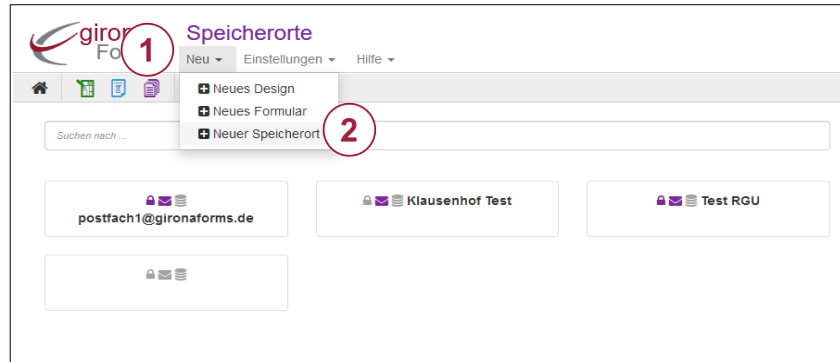 giron
Fo
Speicherorte
1
Neu Einstellungen Hilfe
Neues Design
Neues Formular
Neuer Speicherort
2
Suchen nach ...
postfach1@gironaforms.de
Klausenhof Test
Test RGU